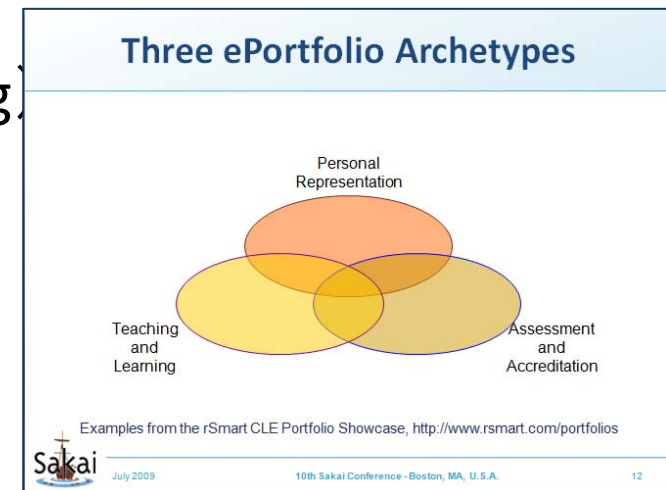 Three ePortfolio Archetypes
g)
Personal
Representation
Teaching
and
Learning
Assessment
and
Accreditation
Examples from the rSmart CLE Portfolio Showcase, http://www.rsmart.com/portfolios
Sakai
July 2009
10th Sakai Conference - Boston, MA, U.S.A.
12